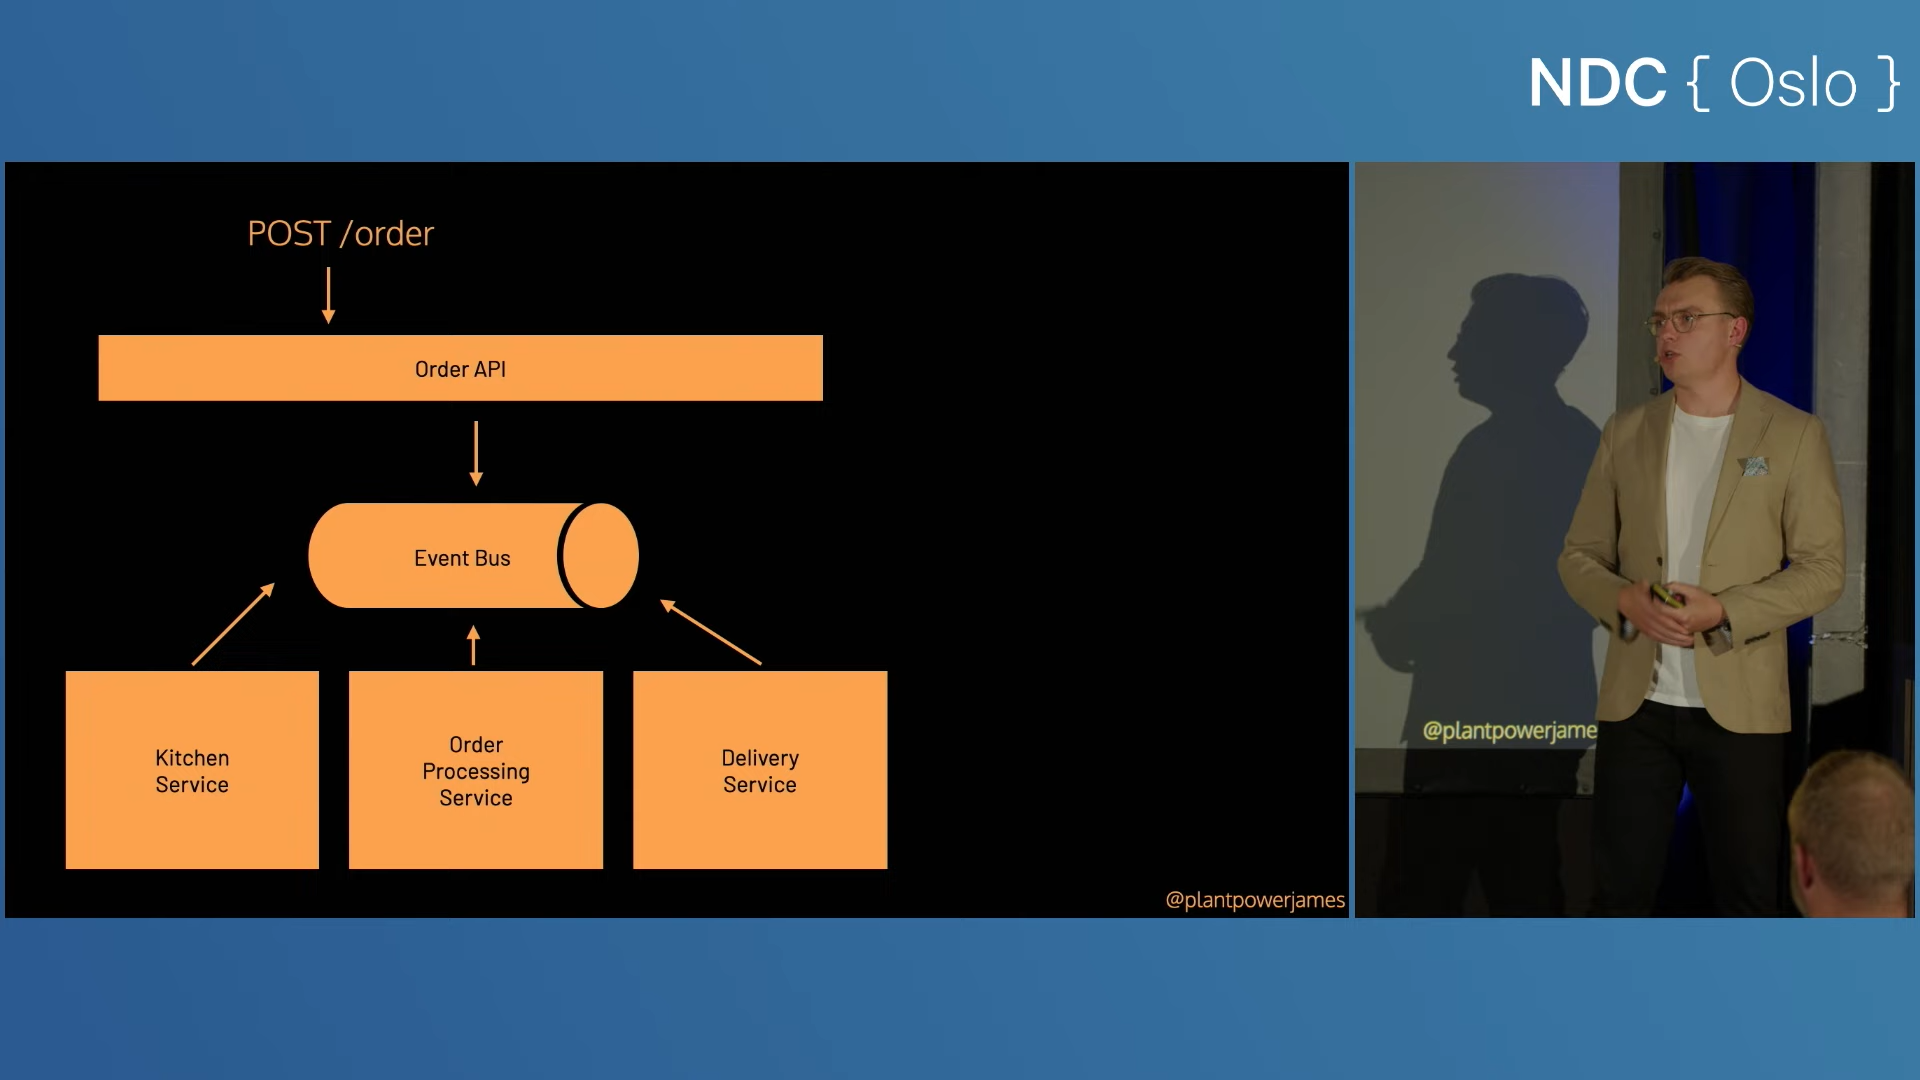 NDC { Oslo }
POST /order
Order API
Event Bus
Kitchen
Service
Order
Processing
Service
Delivery
Service
@plantpowerjames
@plantpowerjame